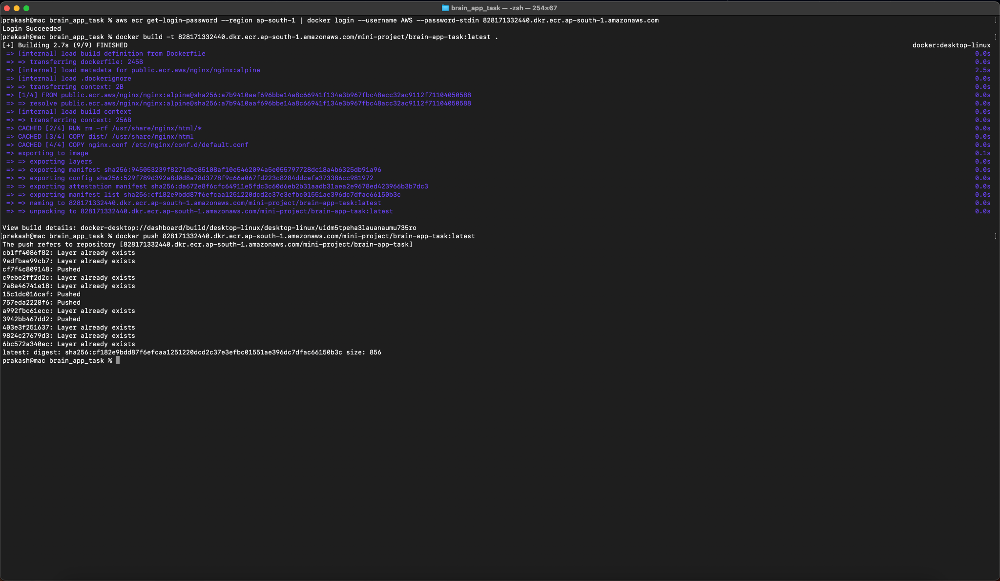 brain_app_task — -zsh — 254×67
prakash@mac brain_app_task % aws ecr get-login-password --region ap-south-1 | docker login --username AWS --password-stdin 828171332440.dkr.ecr.ap-south-1.amazonaws.com
Login Succeeded
prakash@mac brain_app_task % docker build -t 828171332440.dkr.ecr.ap-south-1.amazonaws.com/mini-project/brain-app-task:latest .
[+] Building 2.7s (9/9) FINISHED docker:desktop-linux
=> [internal] load build definition from Dockerfile 0.0s
=> => transferring dockerfile: 245B 0.0s
=> [internal] load metadata for public.ecr.aws/nginx/nginx:alpine 2.5s
=> [internal] load .dockerignore 0.0s
=> => transferring context: 2B 0.0s
=> [1/4] FROM public.ecr.aws/nginx/nginx:alpine@sha256:a7b9410aaf696bbe14a8c66941f134e3b967fbc48acc32ac9112f71104050588 0.0s
=> => resolve public.ecr.aws/nginx/nginx:alpine@sha256:a7b9410aaf696bbe14a8c66941f134e3b967fbc48acc32ac9112f71104050588 0.0s
=> [internal] load build context 0.0s
=> => transferring context: 256B 0.0s
=> CACHED [2/4] RUN rm -rf /usr/share/nginx/html/* 0.0s
=> CACHED [3/4] COPY dist/ /usr/share/nginx/html 0.0s
=> CACHED [4/4] COPY nginx.conf /etc/nginx/conf.d/default.conf 0.0s
=> exporting to image 0.1s
=> => exporting layers 0.0s
=> => exporting manifest sha256:945053239f8271dbc85108af10e5462094a5e055797728dc18a4b6325db91a96 0.0s
=> => exporting config sha256:529f789d392a8d0d8a78d3778f9c66a067fd223c8284ddcefa373386cc981972 0.0s
=> => exporting attestation manifest sha256:da672e8f6cfc64911e5fdc3c60d6eb2b31aadb31aea2e9678ed423966b3b7dc3 0.0s
=> => exporting manifest list sha256:cf182e9bdd87f6efcaa1251220dcd2c37e3efbc01551ae396dc7dfac66150b3c 0.0s
=> => naming to 828171332440.dkr.ecr.ap-south-1.amazonaws.com/mini-project/brain-app-task:latest 0.0s
=> => unpacking to 828171332440.dkr.ecr.ap-south-1.amazonaws.com/mini-project/brain-app-task:latest 0.0s
View build details: docker-desktop://dashboard/build/desktop-linux/desktop-linux/uidm5tpeha3lauanaumu735ro
prakash@mac brain_app_task % docker push 828171332440.dkr.ecr.ap-south-1.amazonaws.com/mini-project/brain-app-task:latest
The push refers to repository [828171332440.dkr.ecr.ap-south-1.amazonaws.com/mini-project/brain-app-task]
cb1ff4086f82: Layer already exists
9adfbae99cb7: Layer already exists
cf7f4c809148: Pushed
c9ebe2ff2d2c: Layer already exists
7a8a46741e18: Layer already exists
15c1dc016caf: Pushed
757eda2228f6: Pushed
a992fbc61ecc: Layer already exists
3942bb467dd2: Pushed
403e3f251637: Layer already exists
9824c27679d3: Layer already exists
6bc572a340ec: Layer already exists
latest: digest: sha256:cf182e9bdd87f6efcaa1251220dcd2c37e3efbc01551ae396dc7dfac66150b3c size: 856
prakash@mac brain_app_task %